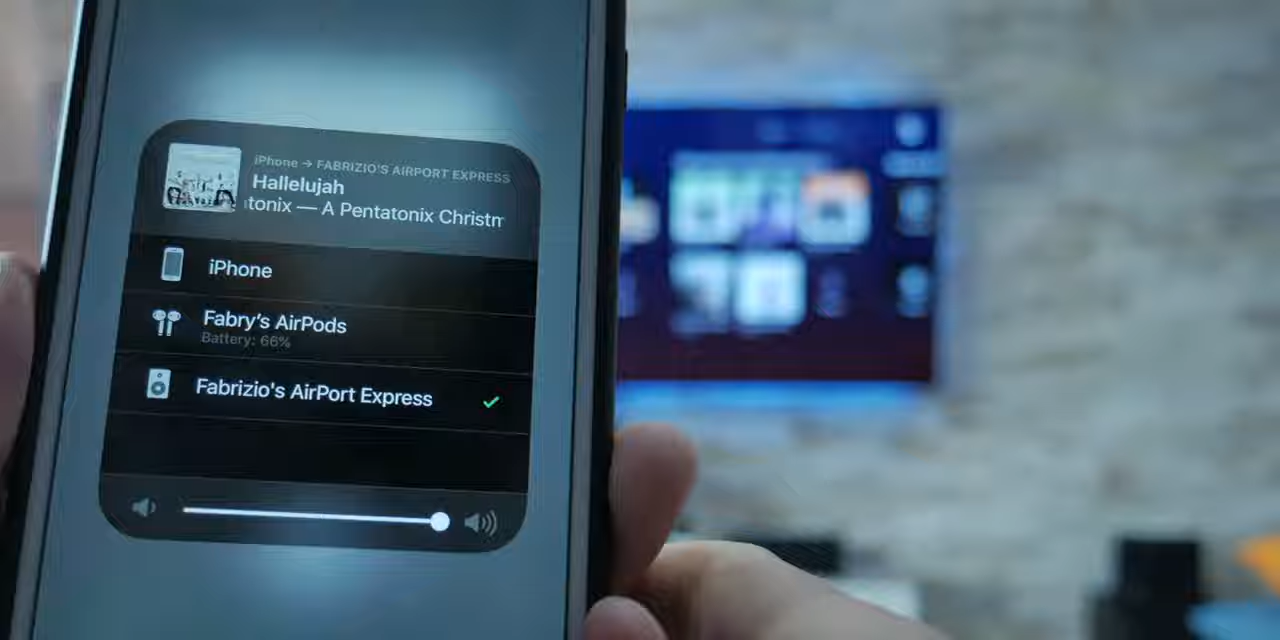 iPhone → FABRIZIO'S AIRPORT EXPRESS
Hallelujah
tonix — A Pentatonix Christm
iPhone
Fabry's AirPods
Battery: 66%
Fabrizio's AirPort Express